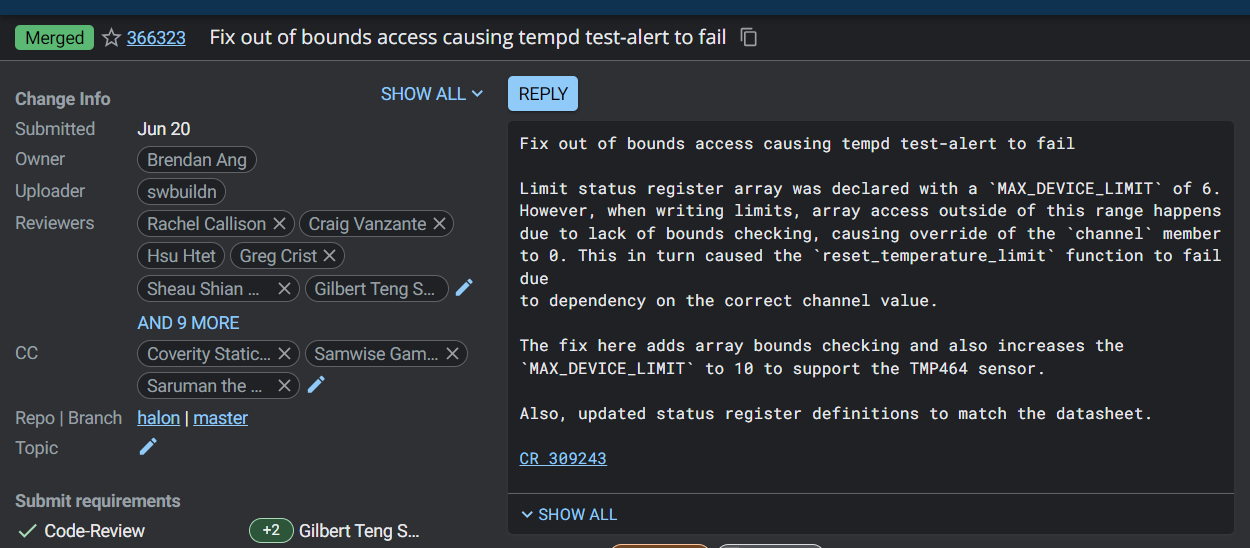 Merged 366323 Fix out of bounds access causing tempd test-alert to fail
Change Info SHOW ALL
Submitted Jun 20
Owner Brendan Ang
Uploader swbuildn
Reviewers Rachel Callison Craig Vanzante
Hsu Htet Greg Crist
Sheau Shian ... Gilbert Teng S...
AND 9 MORE
CC Coverity Static... Samwise Gam...
Saruman the ...
Repo | Branch halon | master
Topic
Submit requirements
Code-Review +2 Gilbert Teng S...
REPLY
Fix out of bounds access causing tempd test-alert to fail
Limit status register array was declared with a `MAX_DEVICE_LIMIT` of 6.
However, when writing limits, array access outside of this range happens
due to lack of bounds checking, causing override of the `channel` member
to 0. This in turn caused the `reset_temperature_limit` function to fail
due
to dependency on the correct channel value.
The fix here adds array bounds checking and also increases the
`MAX_DEVICE_LIMIT` to 10 to support the TMP464 sensor.
Also, updated status register definitions to match the datasheet.
CR 309243
SHOW ALL